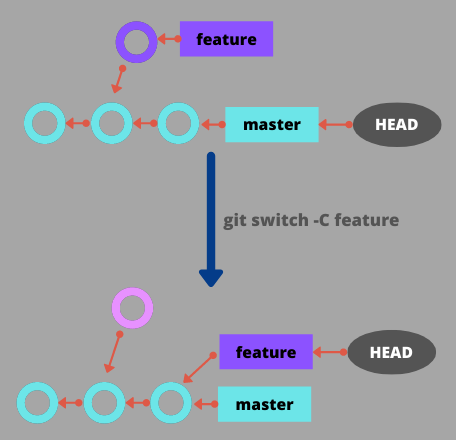 feature
master
HEAD
git switch -C feature
feature
HEAD
master